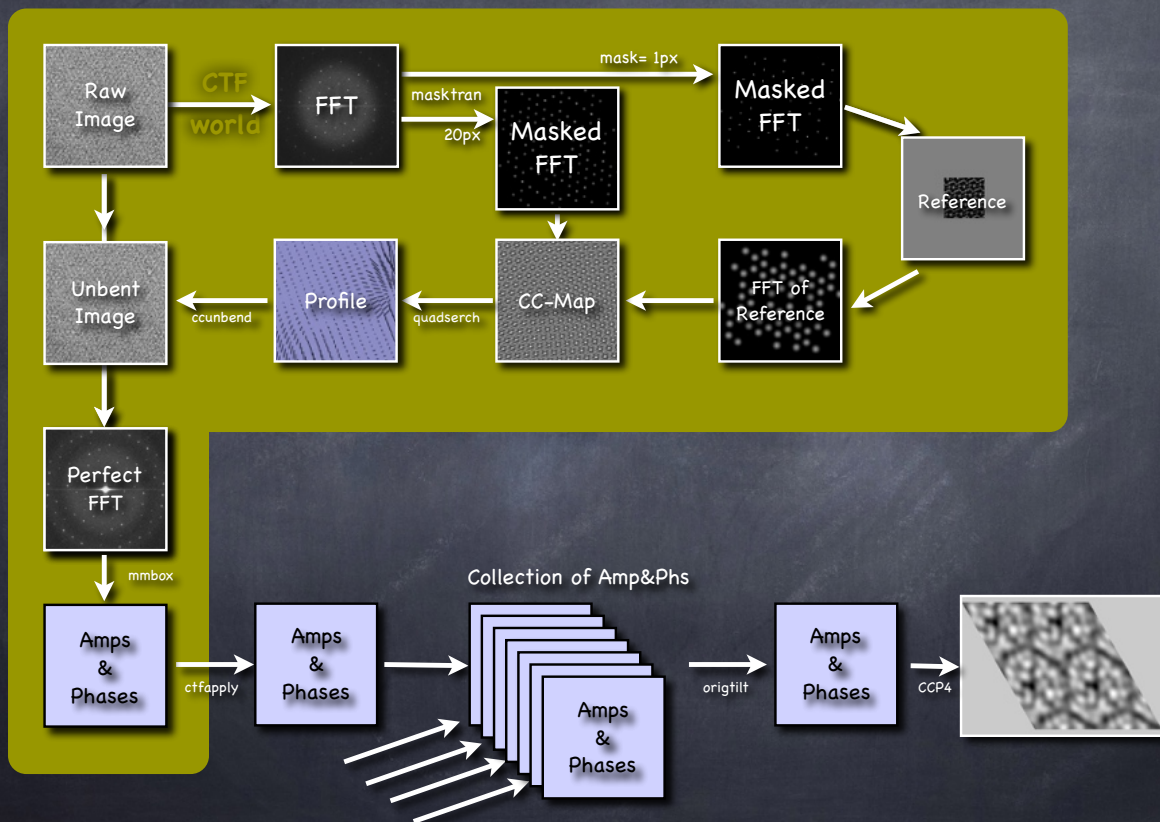 Raw
Image
CTF
world
FFT
masktran
20px
mask= 1px
Masked
FFT
Masked
FFT
Reference
Unbent
Image
ccunbend
Profile
quadserch
CC-Map
FFT of
Reference
Perfect
FFT
mmbox
Collection of Amp&Phs
Amps
&
Phases
ctfapply
Amps
&
Phases
Amps
&
Phases
origtilt
Amps
&
Phases
CCP4